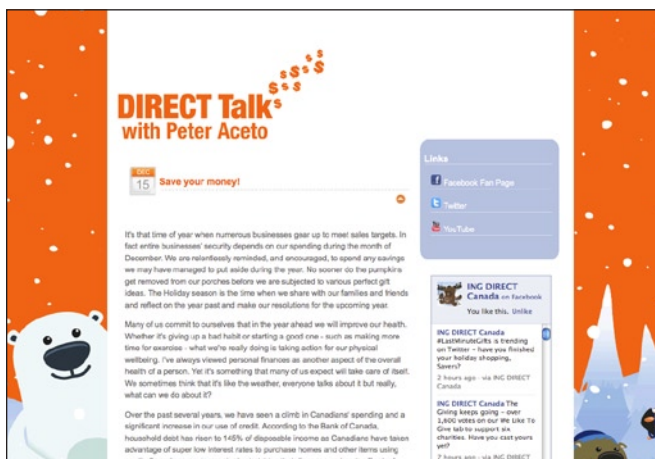 $ $ $ $ $ $ $ $
DIRECT Talk
with Peter Aceto
DEC
15
Save your money!
It's that time of year when numerous businesses gear up to meet sales targets. In
fact entire businesses' security depends on our spending during the month of
December. We are relentlessly reminded, and encouraged, to spend any savings
we may have managed to put aside during the year. No sooner do the pumpkins
get removed from our porches before we are subjected to various perfect gift
ideas. The Holiday season is the time when we share with our families and friends
and reflect on the year past and make our resolutions for the upcoming year.
Many of us commit to ourselves that in the year ahead we will improve our health.
Whether it's giving up a bad habit or starting a good one - such as making more
time for exercise - what we're really doing is taking action for our physical
wellbeing. I've always viewed personal finances as another aspect of the overall
health of a person. Yet it's something that many of us expect will take care of itself.
We sometimes think that it's like the weather, everyone talks about it but really,
what can we do about it?
Over the past several years, we have seen a climb in Canadians' spending and a
significant increase in our use of credit. According to the Bank of Canada,
household debt has risen to 145% of disposable income as Canadians have taken
advantage of super low interest rates to purchase homes and other items using
Links
Facebook Fan Page
Twitter
YouTube
ING DIRECT
Canada on Facebook
You like this. Unlike
ING DIRECT Canada
#LastMinuteGifts is trending
on Twitter - have you finished
your holiday shopping,
Savers?
2 hours ago · via ING DIRECT
Canada
ING DIRECT Canada The
Giving keeps going - over
2,600 votes on our We Like To
Give tab to support six
charities. Have you cast yours
yet?
2 hours ago · via ING DIRECT